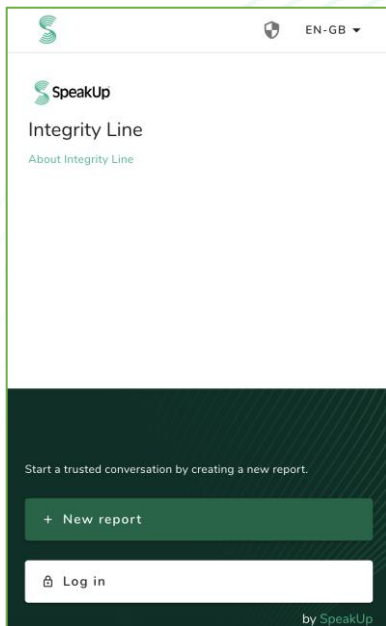 EN-GB
SpeakUp
Integrity Line
About Integrity Line
Start a trusted conversation by creating a new report.
+ New report
Log in
by SpeakUp